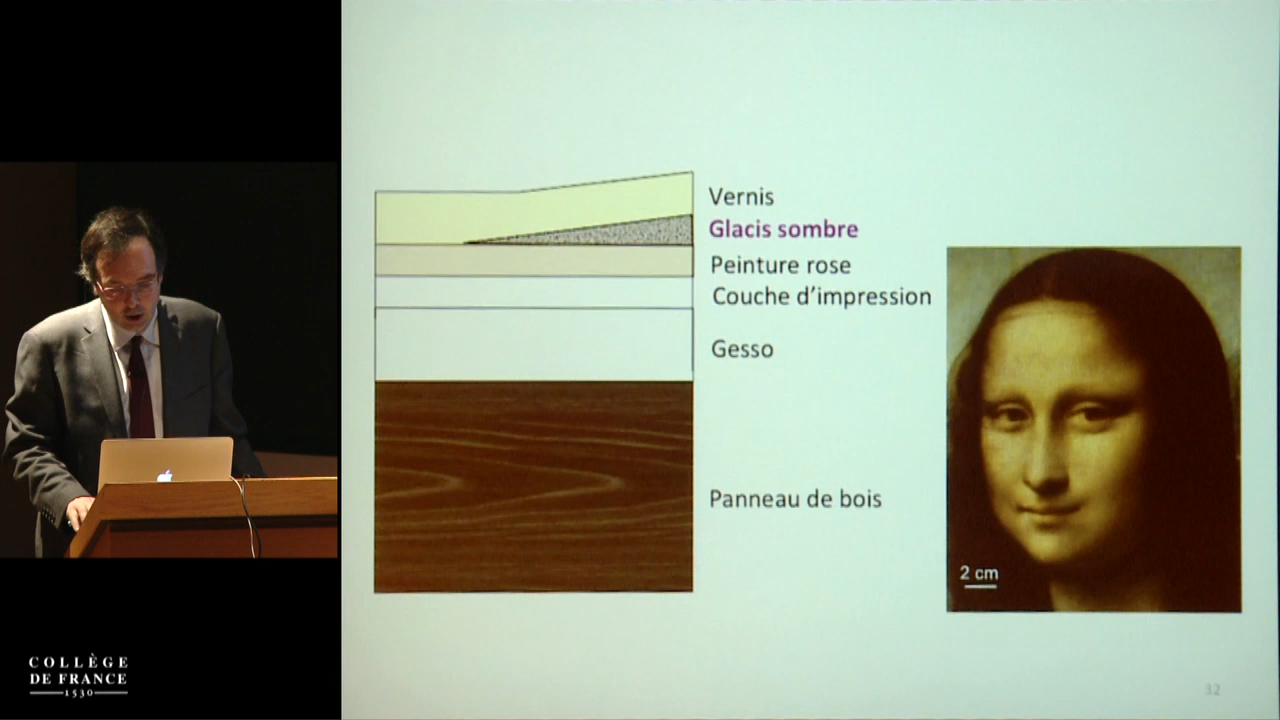 Vernis
Glacis sombre
Peinture rose
Couche d'impression
Gesso
Panneau de bois
2 cm
COLLÈGE
DE FRANCE
1530
32